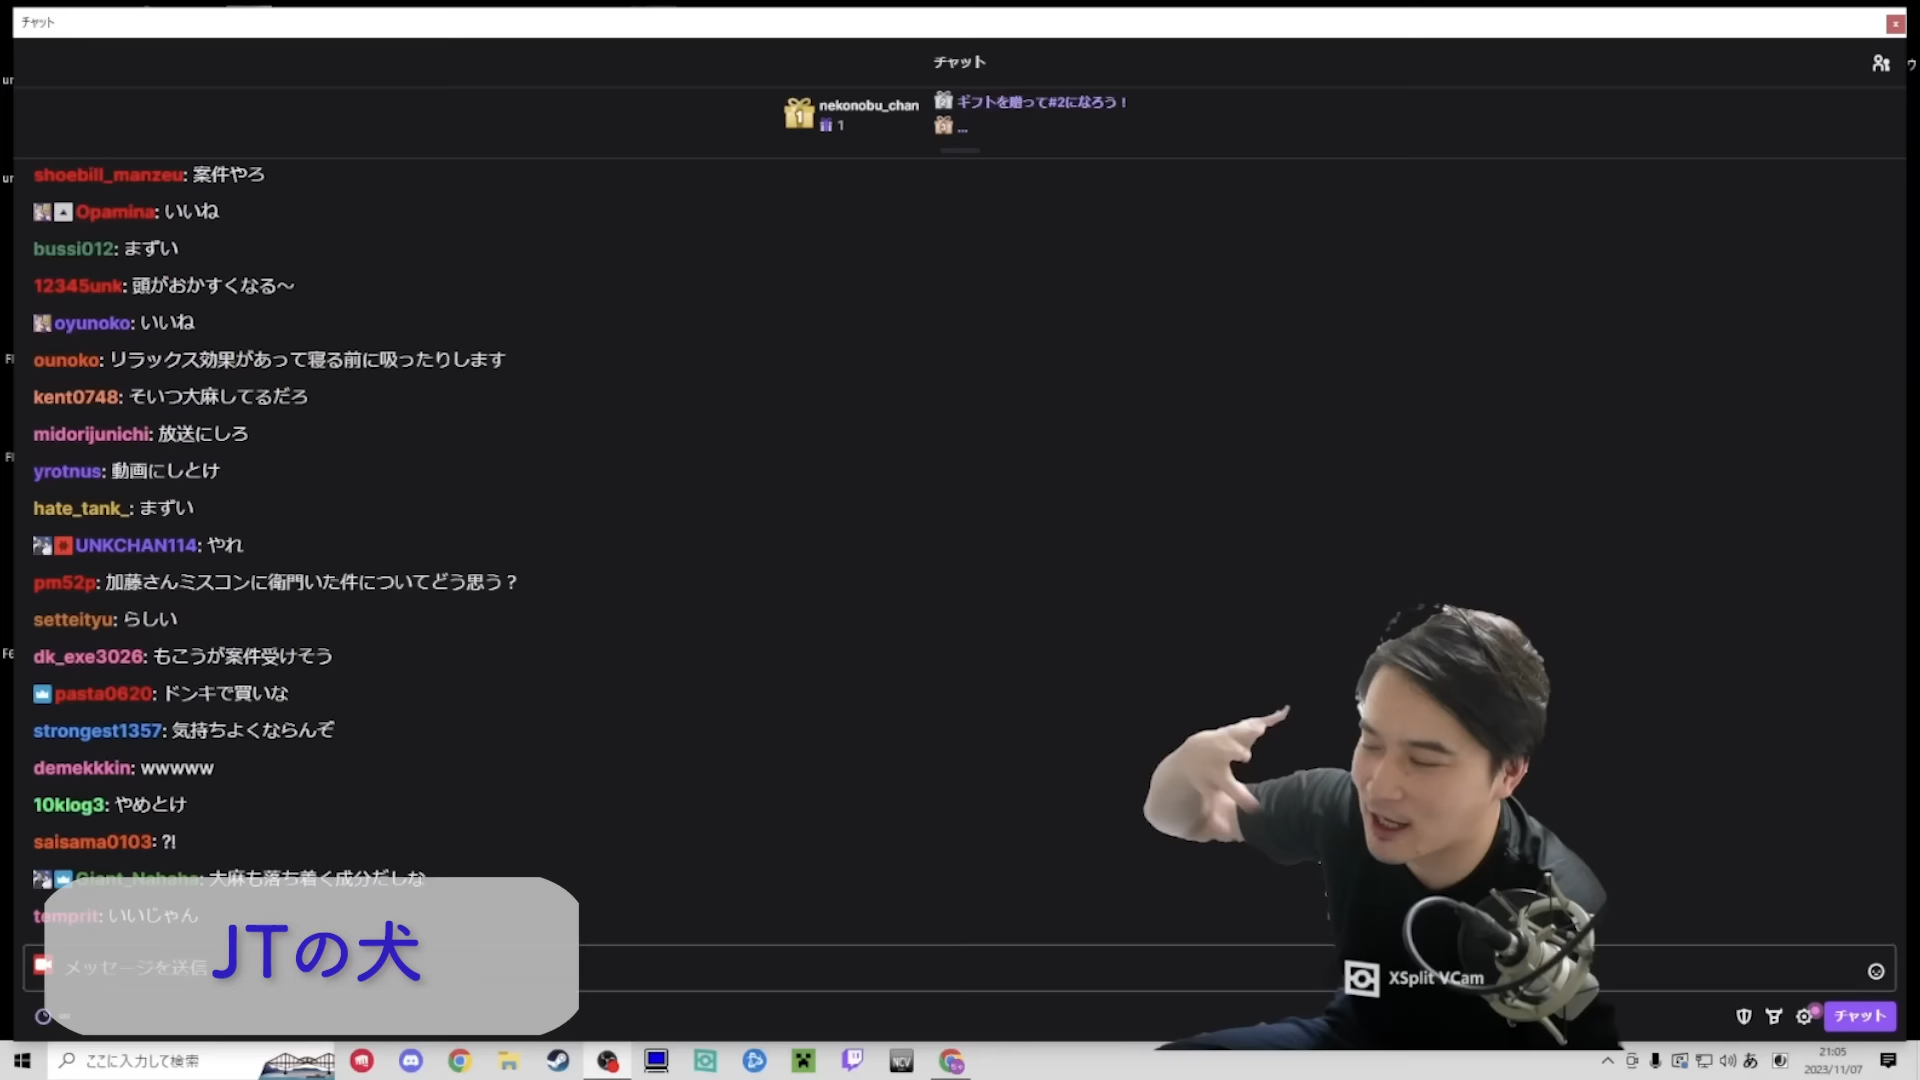 チャット
チャット
nekonobu_chan
1
ギフトを贈って#2になろう！
...
shoebill_manzeu: 案件やろ
Opamina: いいね
bussi012: まずい
12345unk: 頭がおかすくなる～
oyunoko: いいね
ounoko: リラックス効果があって寝る前に吸ったりします
kent0748: そいつ大麻してるだろ
midorijunichi: 放送にしろ
yrotnus: 動画にしとけ
hate_tank_: まずい
UNKCHAN114: やれ
pm52p: 加藤さんミスコンに衛門いた件についてどう思う？
setteityu: らしい
dk_exe3026: もこうが案件受けそう
pasta0620: ドンキで買いな
strongest1357: 気持ちよくならんぞ
demekkkin: wwwww
10klog3: やめとけ
saisama0103: ?!
Giant_Nahaha: 大麻も落ち着く成分だしな
temprit: いいじゃん
メッセージを送信
JTの犬
XSplit VCam
チャット
ここに入力して検索
NCV
あ
21:05
2023/11/07